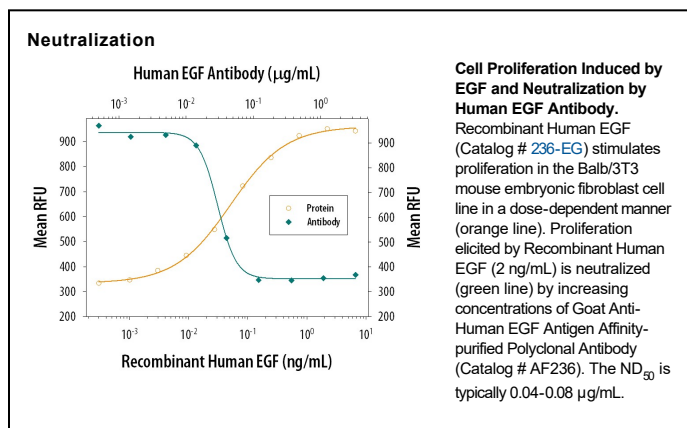 Neutralization
Human EGF Antibody (µg/mL)
10-3 10-2 10-1 100
900 900
800 800
700 700
600 600
500 500
400 400
300 300
200 200
Mean RFU
Mean RFU
Protein
Antibody
10-3 10-2 10-1 100 101
Recombinant Human EGF (ng/mL)
Cell Proliferation Induced by
EGF and Neutralization by
Human EGF Antibody.
Recombinant Human EGF
(Catalog # 236-EG) stimulates
proliferation in the Balb/3T3
mouse embryonic fibroblast cell
line in a dose-dependent manner
(orange line). Proliferation
elicited by Recombinant Human
EGF (2 ng/mL) is neutralized
(green line) by increasing
concentrations of Goat Anti-
Human EGF Antigen Affinity-
purified Polyclonal Antibody
(Catalog # AF236). The ND50 is
typically 0.04-0.08 µg/mL.